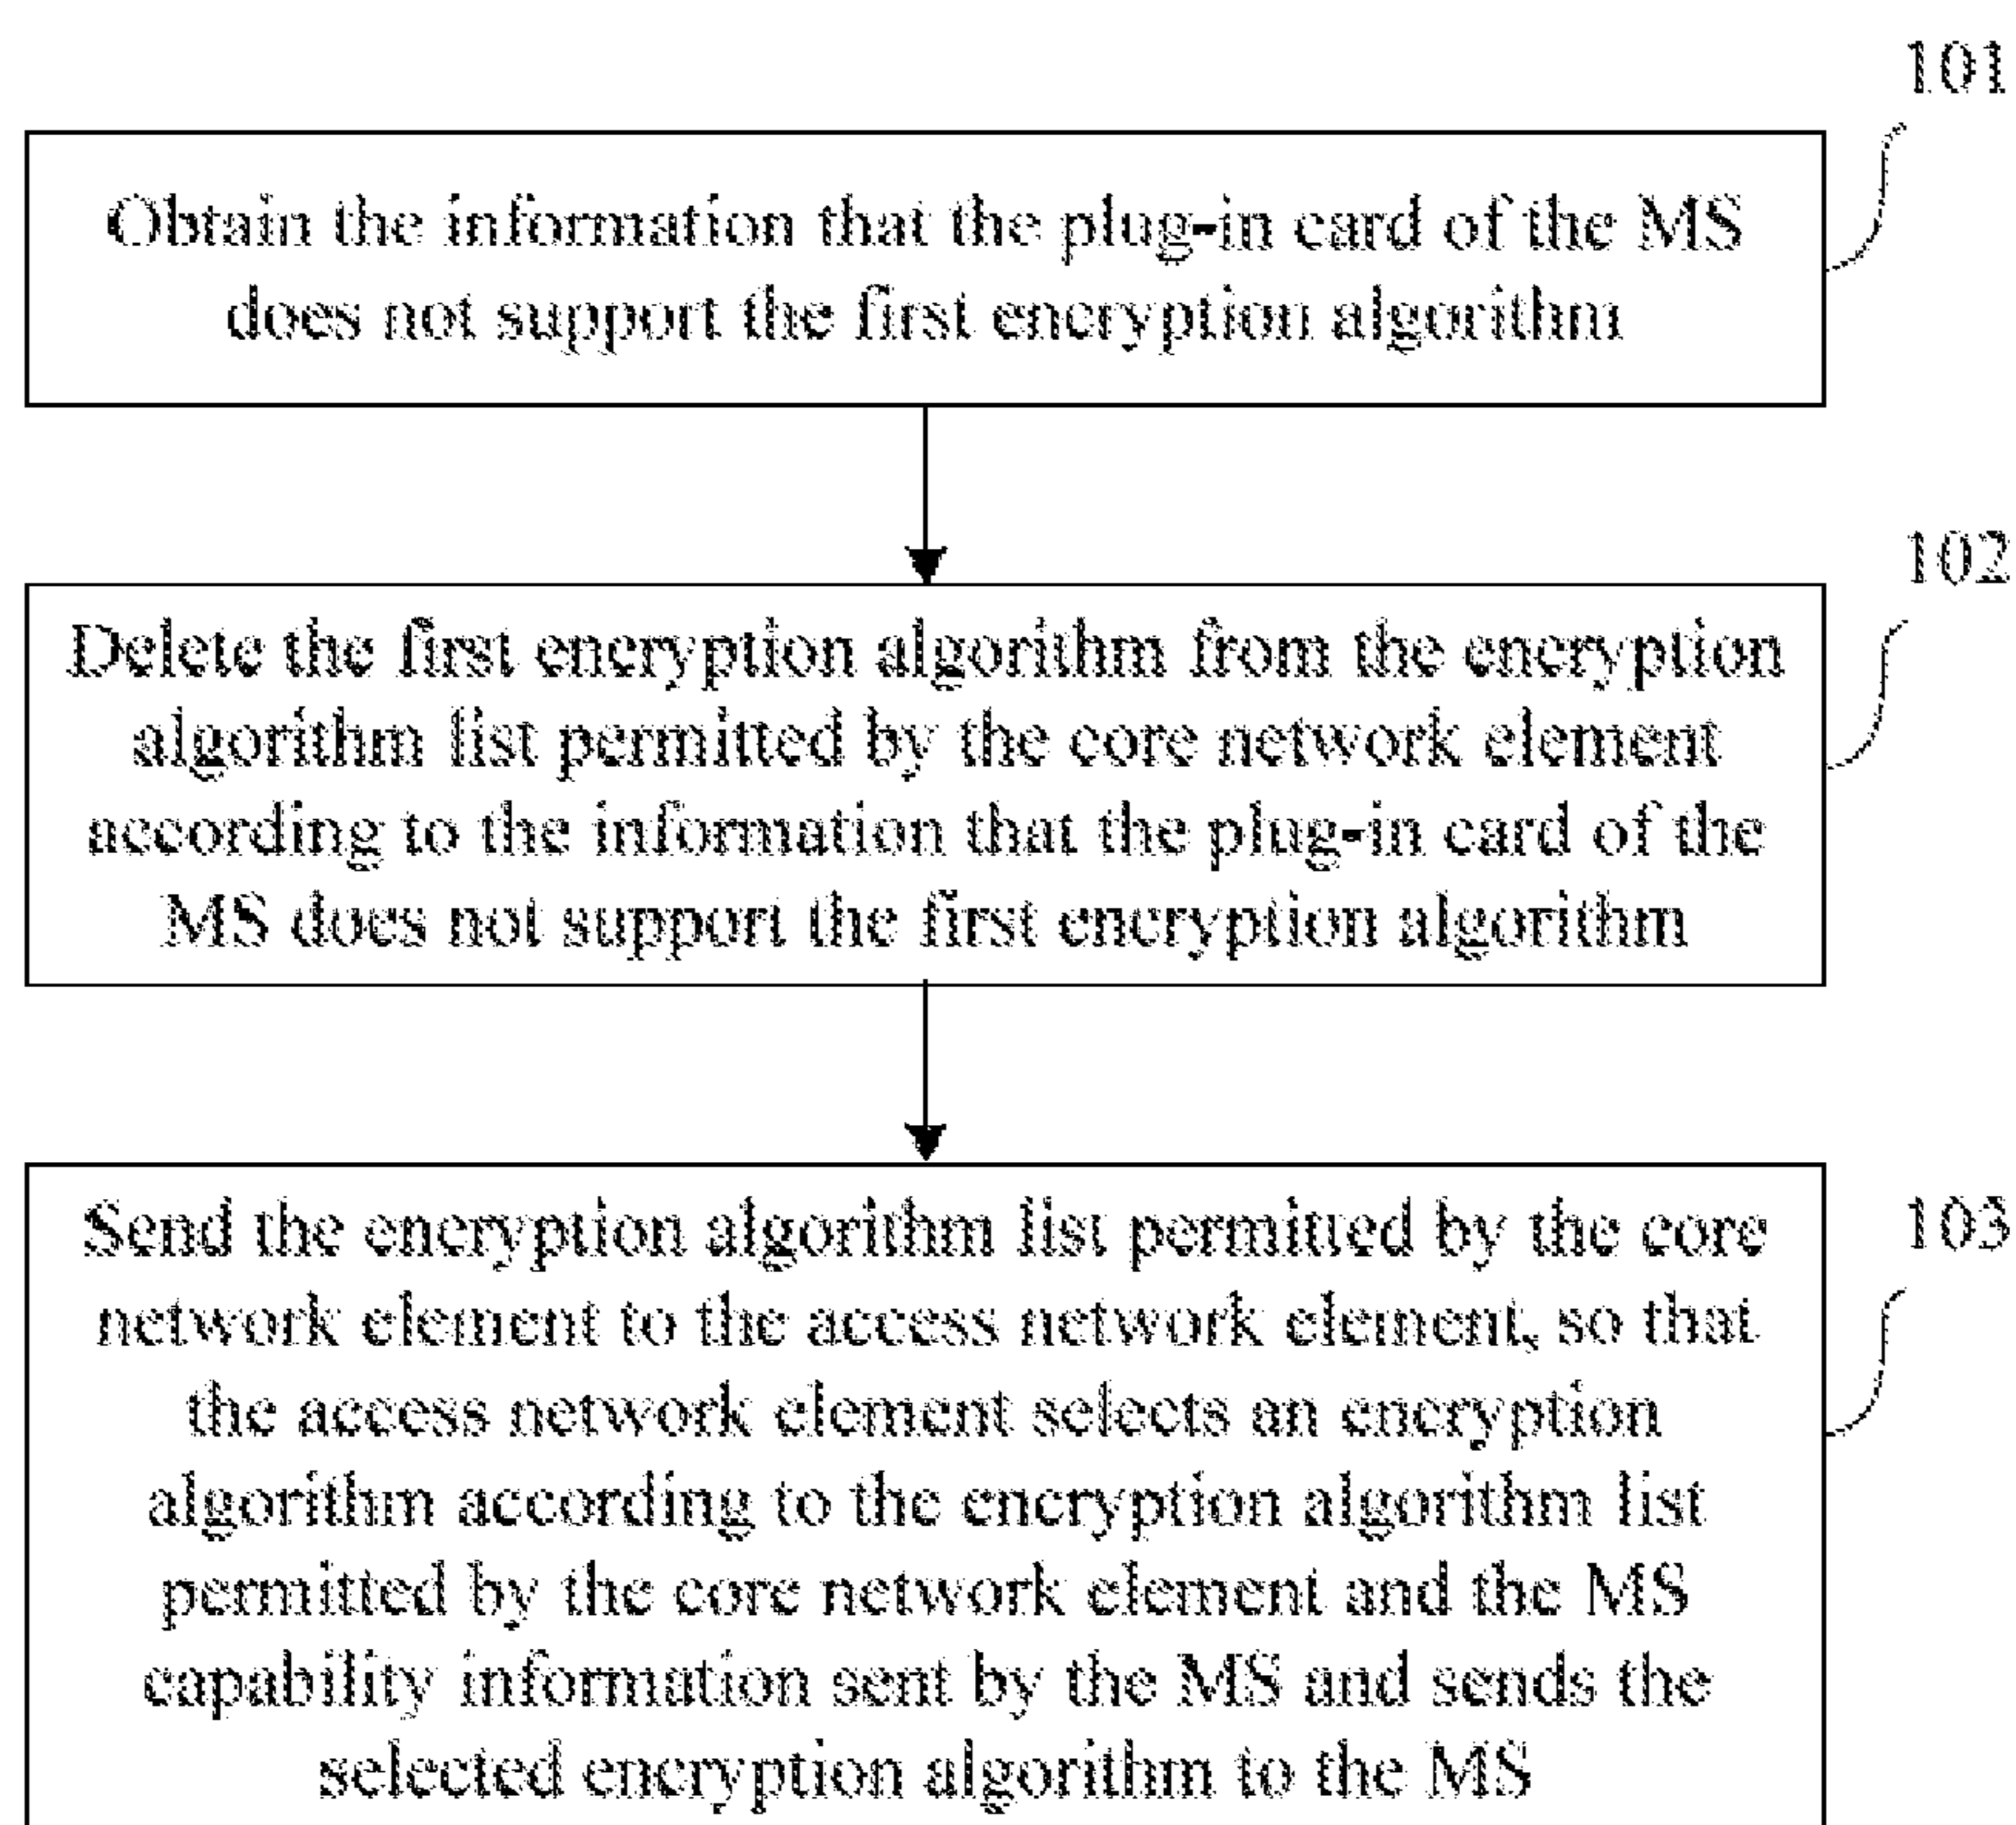 101
Obtain the information that the plug-in card of the MS
does not support the first encryption algorithm
102
Delete the first encryption algorithm from the encryption
algorithm list permitted by the core network element
according to the information that the plug-in card of the
MS does not support the first encryption algorithm
103
Send the encryption algorithm list permitted by the core
network element to the access network element, so that
the access network element selects an encryption
algorithm according to the encryption algorithm list
permitted by the core network element and the MS
capability information sent by the MS and sends the
selected encryption algorithm to the MS